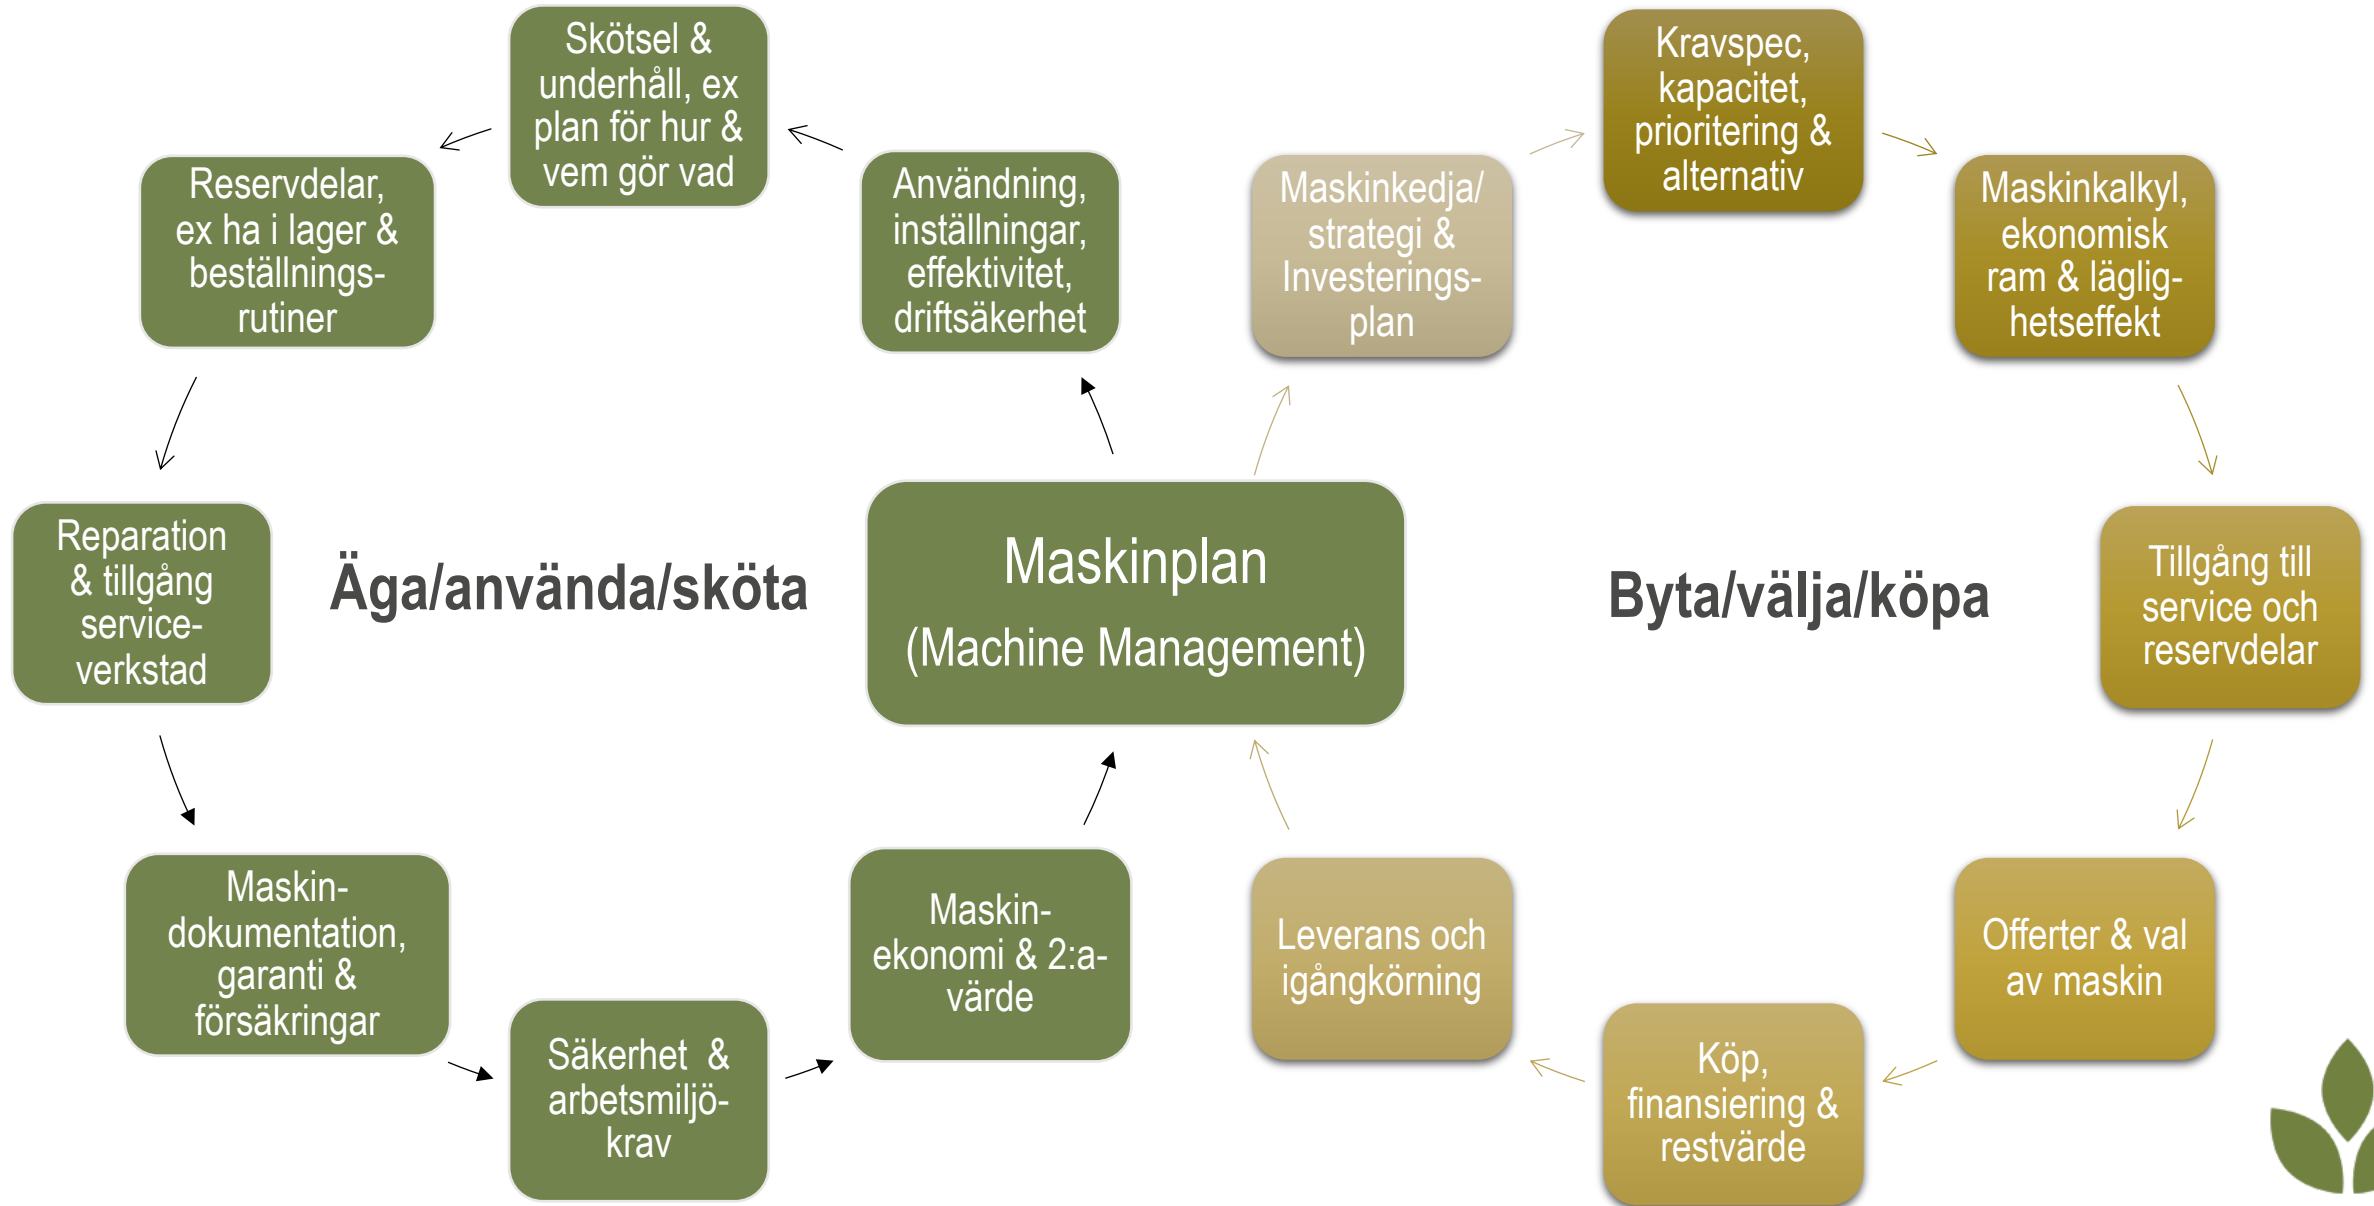 Skötsel &
underhåll, ex
plan för hur &
vem gör vad
Kravspec,
kapacitet,
prioritering &
alternativ
Reservdelar,
ex ha i lager &
beställnings-
rutiner
Användning,
inställningar,
effektivitet,
driftsäkerhet
Maskinkedja/
strategi &
Investerings-
plan
Maskinkalkyl,
ekonomisk
ram & läglig-
hetseffekt
Reparation
& tillgång
service-
verkstad
Äga/använda/sköta
Maskinplan
(Machine Management)
Byta/välja/köpa
Tillgång till
service och
reservdelar
Maskin-
dokumentation,
garanti &
försäkringar
Säkerhet  &
arbetsmiljö-
krav
Maskin-
ekonomi & 2:a-
värde
Leverans och
igångkörning
Köp,
finansiering &
restvärde
Offerter & val
av maskin